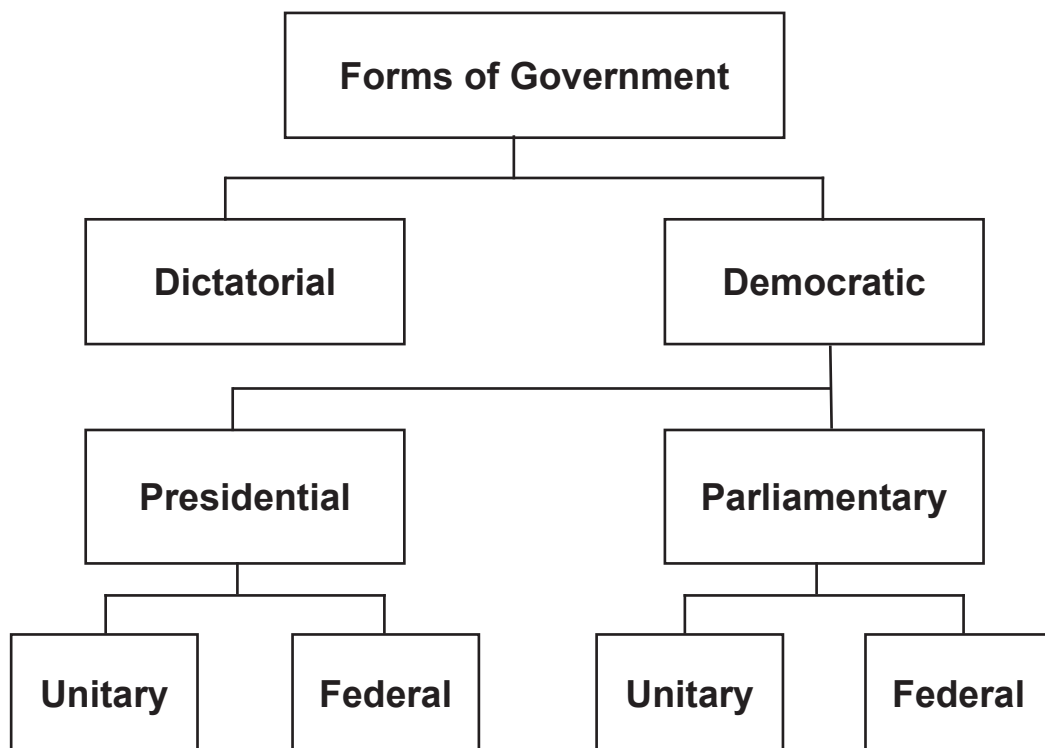 Forms of Government
Dictatorial
Democratic
Presidential
Parliamentary
Unitary
Federal
Unitary
Federal